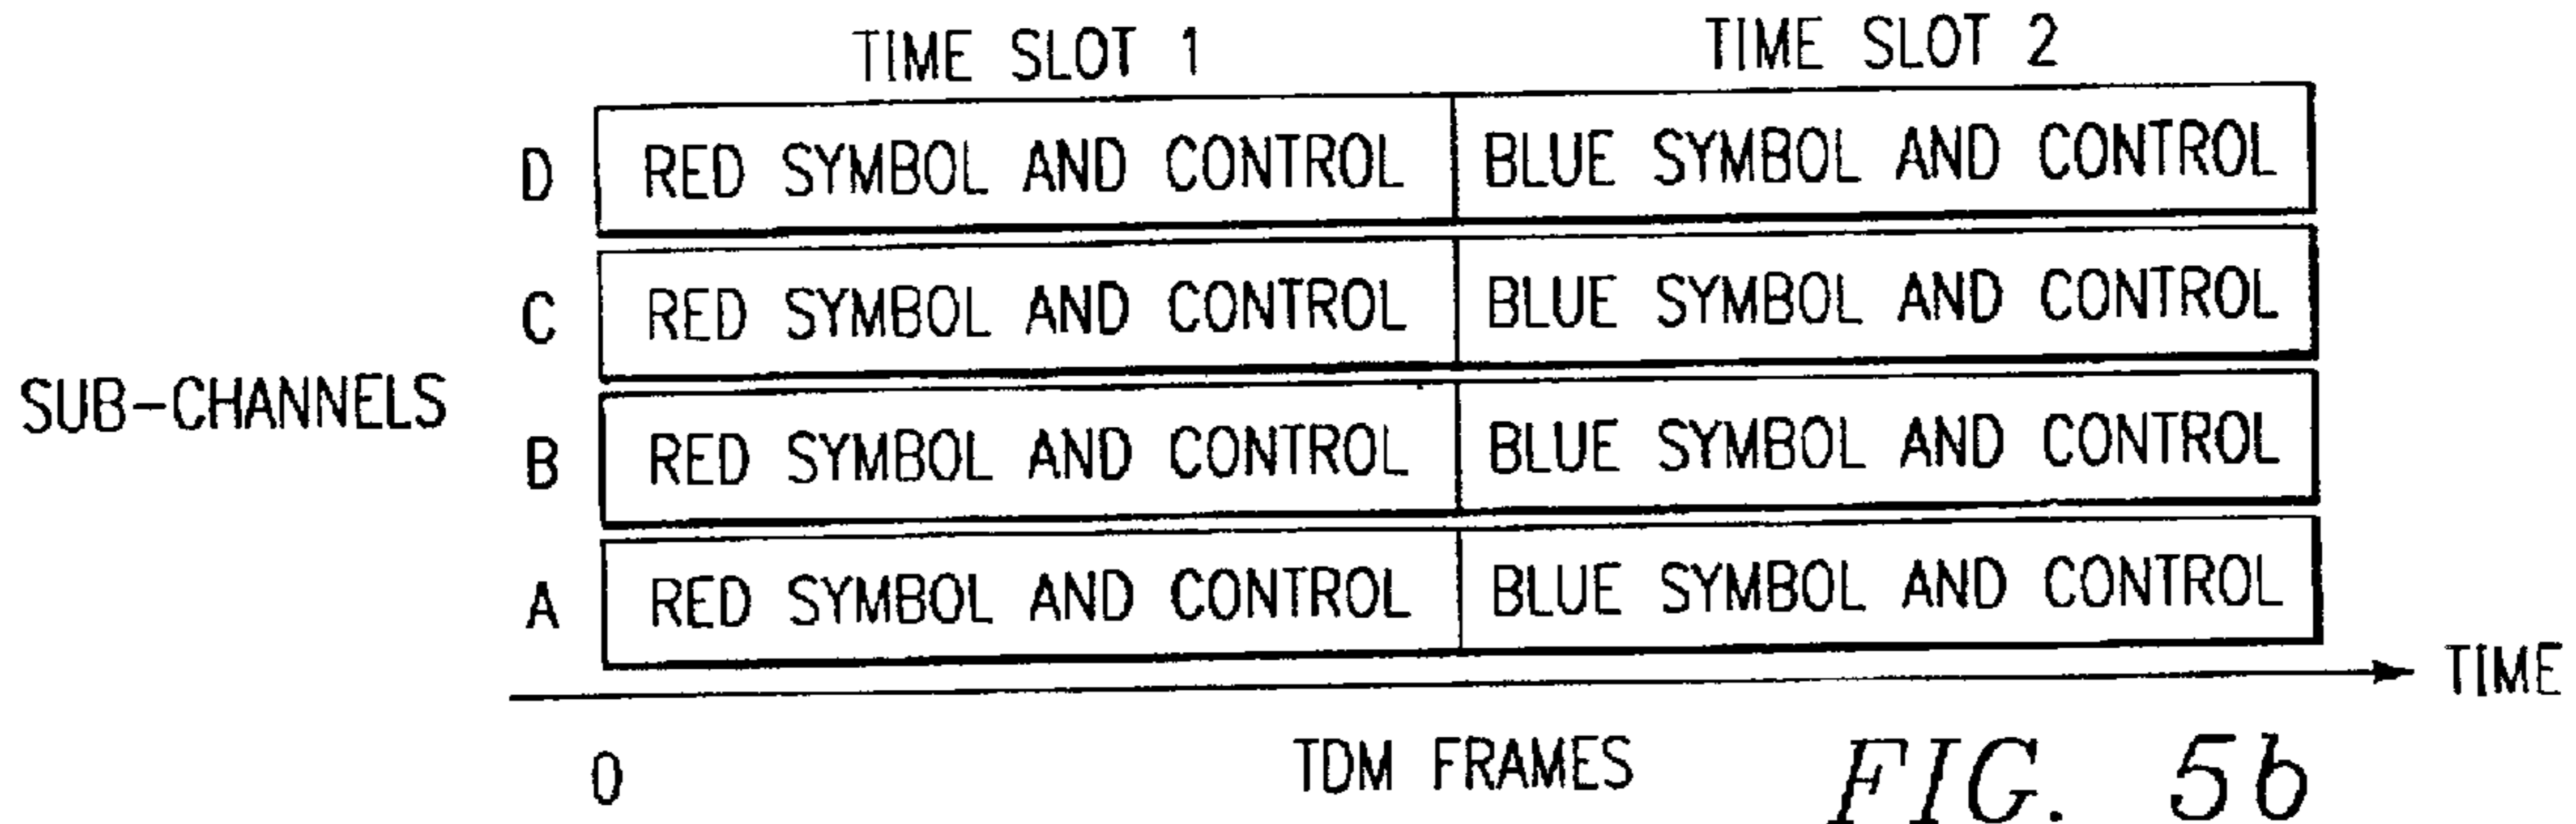 TIME SLOT 1 TIME SLOT 2
D RED SYMBOL AND CONTROL BLUE SYMBOL AND CONTROL
C RED SYMBOL AND CONTROL BLUE SYMBOL AND CONTROL
SUB-CHANNELS
B RED SYMBOL AND CONTROL BLUE SYMBOL AND CONTROL
A RED SYMBOL AND CONTROL BLUE SYMBOL AND CONTROL
TIME
0 TDM FRAMES FIG. 5b